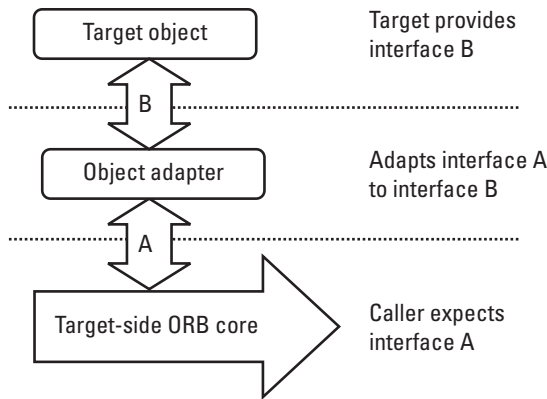 Target object
Target provides
interface B
B
Object adapter
Adapts interface A
to interface B
A
Target-side ORB core
Caller expects
interface A